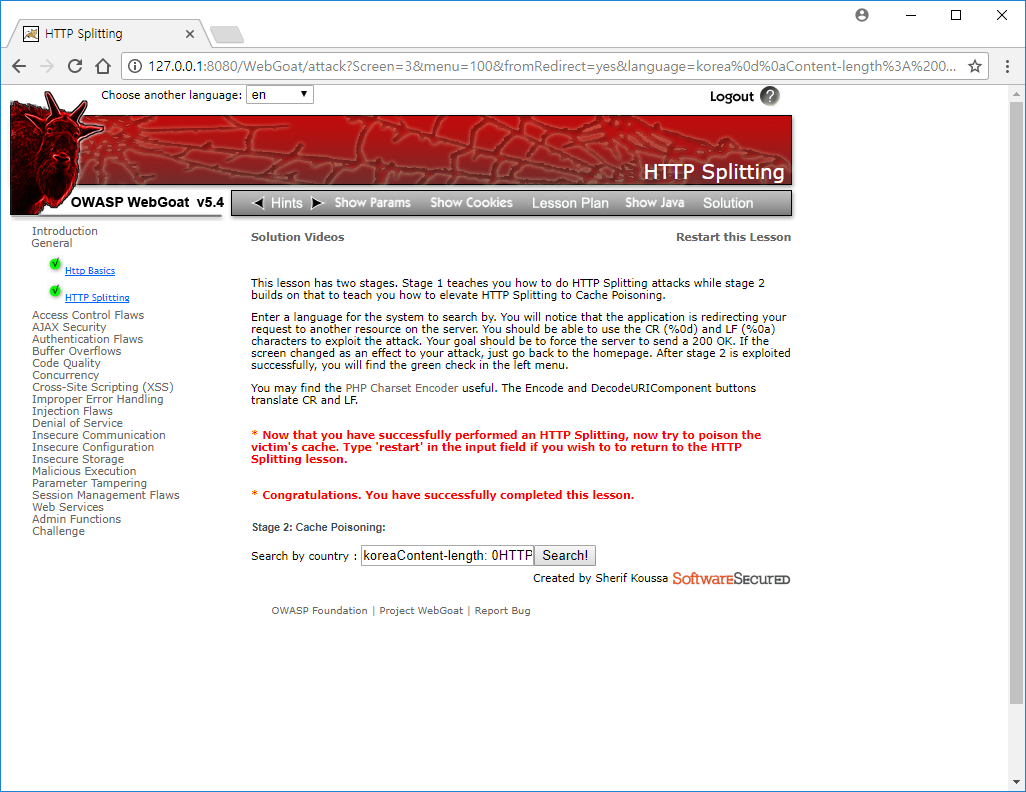 HTTP Splitting
127.0.0.1:8080/WebGoat/attack?Screen=3&menu=100&fromRedirect=yes&language=korea%0d%0aContent-length%3A%200...
Choose another language: en
Logout ?
HTTP Splitting
OWASP WebGoat v5.4
Hints Show Params Show Cookies Lesson Plan Show Java Solution
Introduction
General
Http Basics
HTTP Splitting
Access Control Flaws
AJAX Security
Authentication Flaws
Buffer Overflows
Code Quality
Concurrency
Cross-Site Scripting (XSS)
Improper Error Handling
Injection Flaws
Denial of Service
Insecure Communication
Insecure Configuration
Insecure Storage
Malicious Execution
Parameter Tampering
Session Management Flaws
Web Services
Admin Functions
Challenge
Solution Videos Restart this Lesson
This lesson has two stages. Stage 1 teaches you how to do HTTP Splitting attacks while stage 2
builds on that to teach you how to elevate HTTP Splitting to Cache Poisoning.
Enter a language for the system to search by. You will notice that the application is redirecting your
request to another resource on the server. You should be able to use the CR (%0d) and LF (%0a)
characters to exploit the attack. Your goal should be to force the server to send a 200 OK. If the
screen changed as an effect to your attack, just go back to the homepage. After stage 2 is exploited
successfully, you will find the green check in the left menu.
You may find the PHP Charset Encoder useful. The Encode and DecodeURIComponent buttons
translate CR and LF.
* Now that you have successfully performed an HTTP Splitting, now try to poison the
victim's cache. Type 'restart' in the input field if you wish to to return to the HTTP
Splitting lesson.
* Congratulations. You have successfully completed this lesson.
Stage 2: Cache Poisoning:
Search by country : koreaContent-length: 0HTTP Search!
Created by Sherif Koussa SoftwareSecured
OWASP Foundation | Project WebGoat | Report Bug